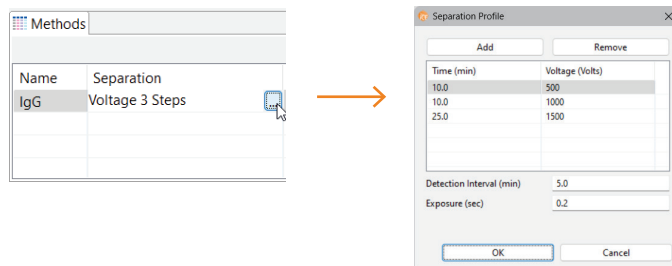 Methods
Name Separation
IgG Voltage 3 Steps ...
Separation Profile
Add Remove
Time (min) Voltage (Volts)
10.0 500
10.0 1000
25.0 1500
Detection Interval (min) 5.0
Exposure (sec) 0.2
OK Cancel